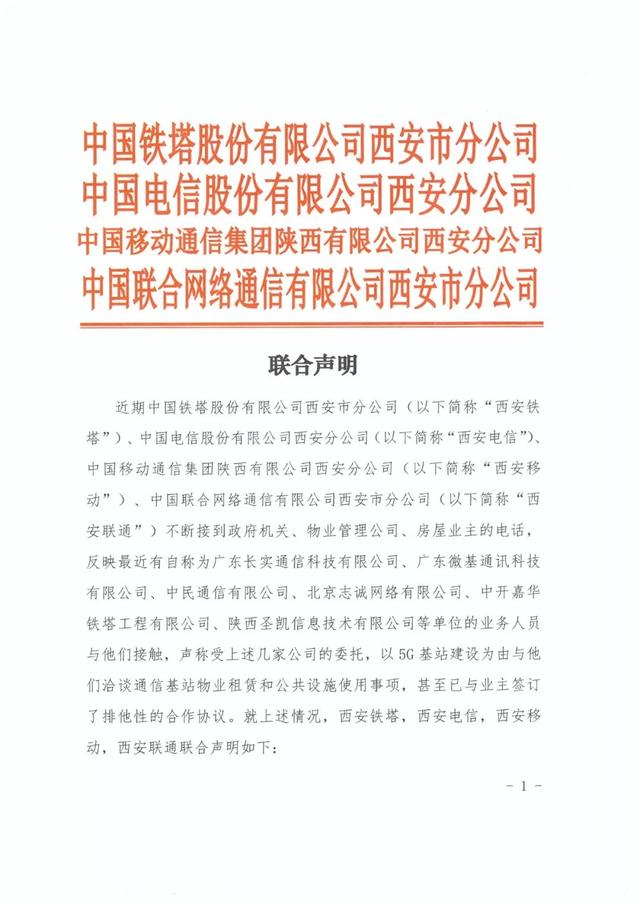 中国铁塔股份有限公司西安市分公司
中国电信股份有限公司西安分公司
中国移动通信集团陕西有限公司西安分公司
中国联合网络通信有限公司西安市分公司
联合声明
近期中国铁塔股份有限公司西安市分公司（以下简称“西安铁
塔”）、中国电信股份有限公司西安分公司（以下简称“西安电信”）、
中国移动通信集团陕西有限公司西安分公司（以下简称“西安移
动”）、中国联合网络通信有限公司西安市分公司（以下简称“西
安联通”）不断接到政府机关、物业管理公司、房屋业主的电话，
反映最近有自称为广东长实通信科技有限公司、广东微基通讯科技
有限公司、中民通信有限公司、北京志诚网络有限公司、中开嘉华
铁塔工程有限公司、陕西圣凯信息技术有限公司等单位的业务人员
与他们接触，声称受上述几家公司的委托，以5G基站建设为由与他
们洽谈通信基站物业租赁和公共设施使用事项，甚至已与业主签订
了排他性的合作协议。就上述情况，西安铁塔，西安电信，西安移
动，西安联通联合声明如下：
- 1 -